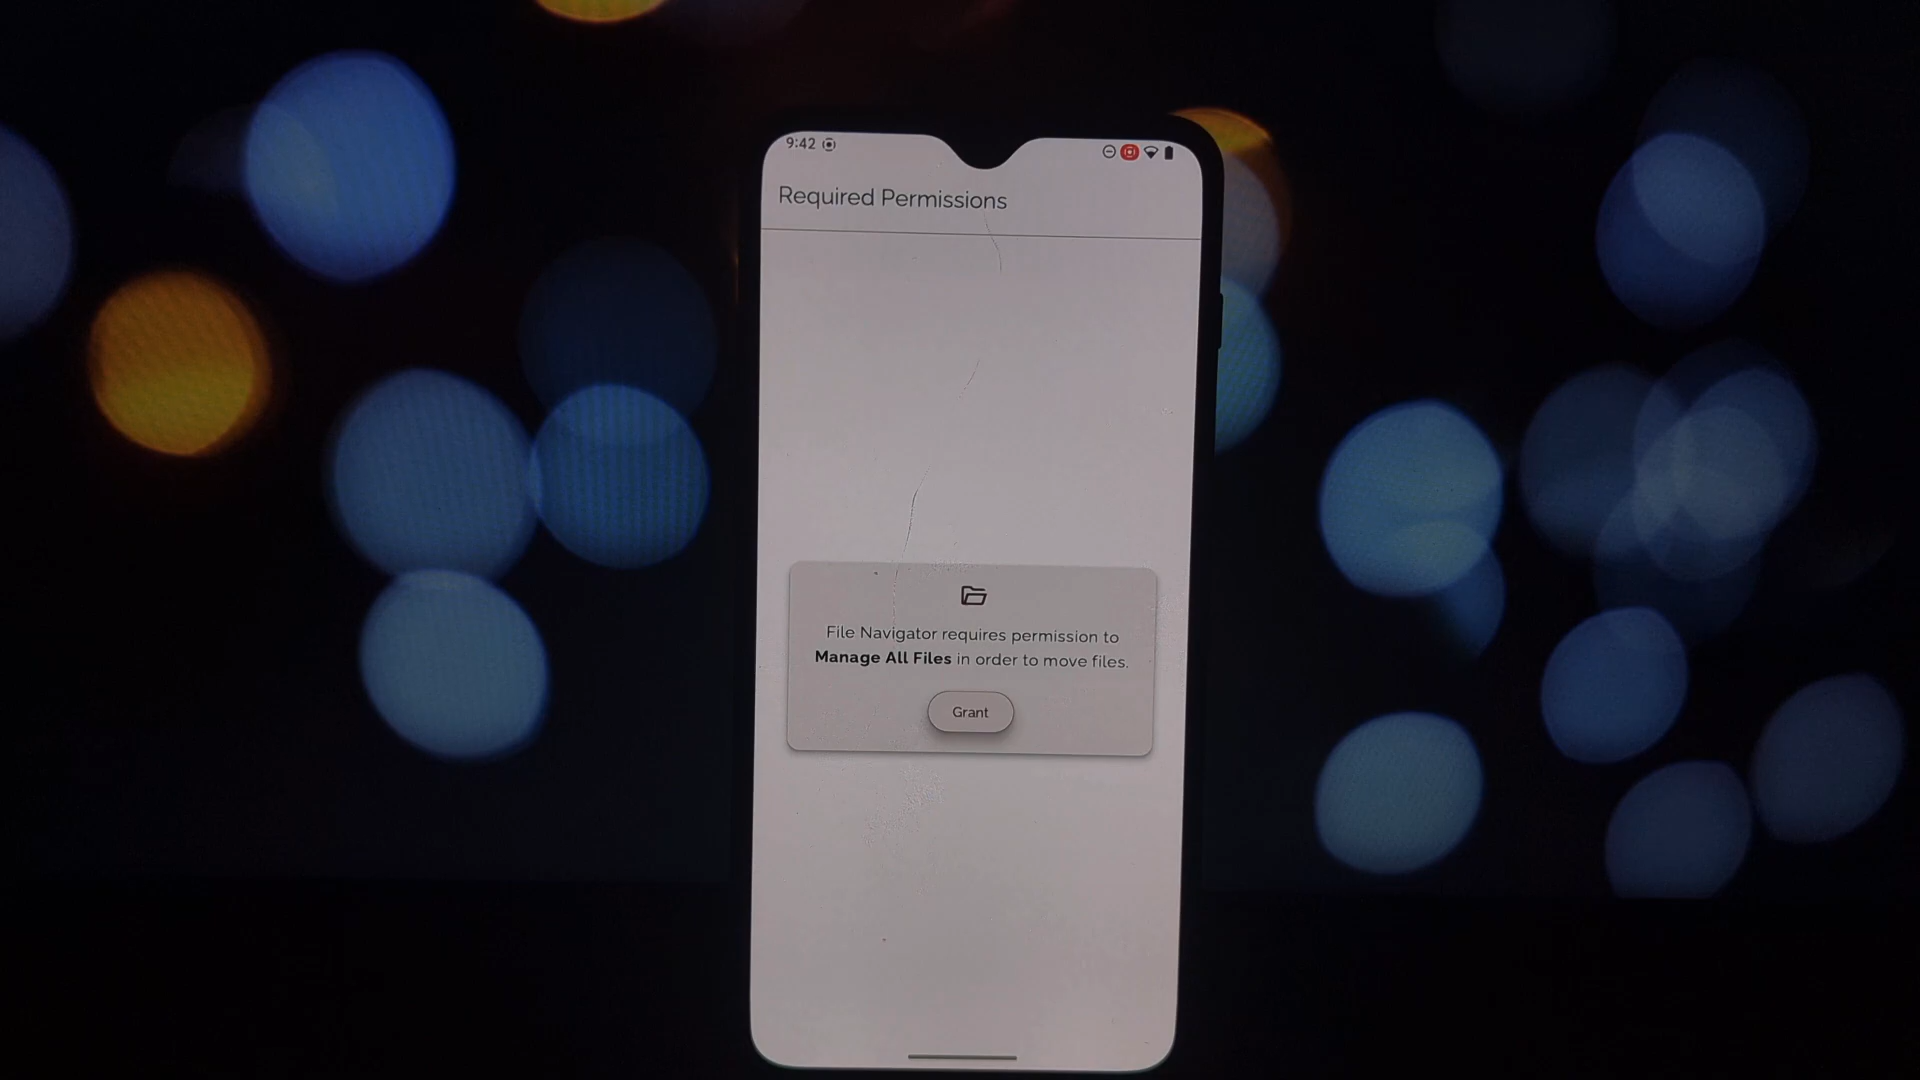 9:42
Required Permissions
File Navigator requires permission to
Manage All Files in order to move files.
Grant